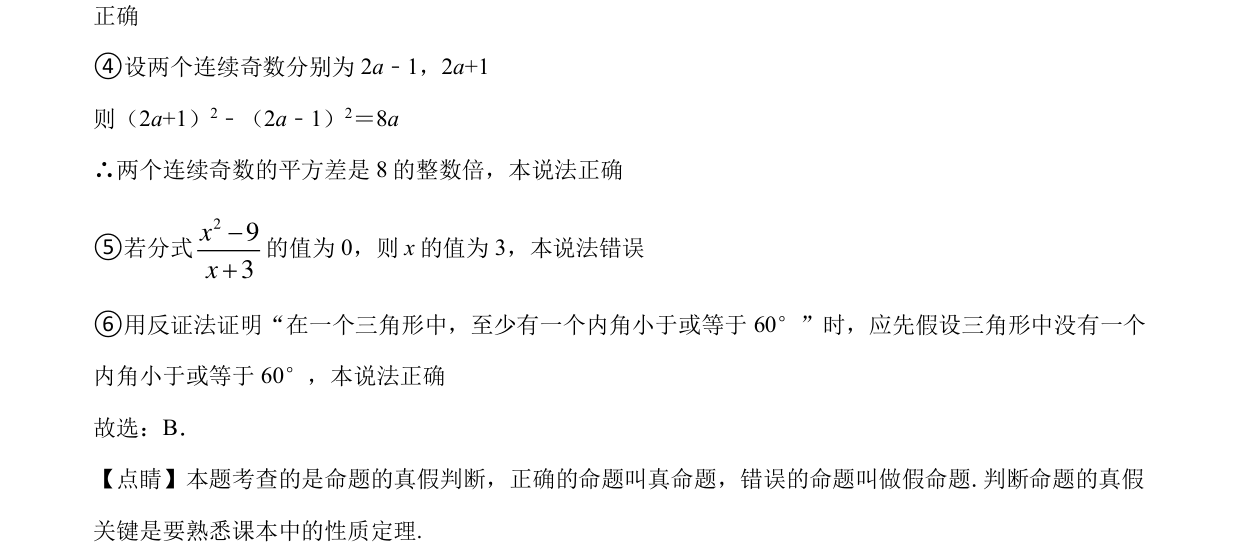 正确
④设两个连续奇数分别为 2a﹣1，2a+1
则（2a+1）²﹣（2a﹣1）²＝8a
∴两个连续奇数的平方差是 8 的整数倍，本说法正确
⑤若分式 \frac{x^2-9}{x+3} 的值为 0，则 x 的值为 3，本说法错误
⑥用反证法证明“在一个三角形中，至少有一个内角小于或等于 60°”时，应先假设三角形中没有一个
内角小于或等于 60°，本说法正确
故选：B．
【点睛】本题考查的是命题的真假判断，正确的命题叫真命题，错误的命题叫做假命题. 判断命题的真假
关键是要熟悉课本中的性质定理.